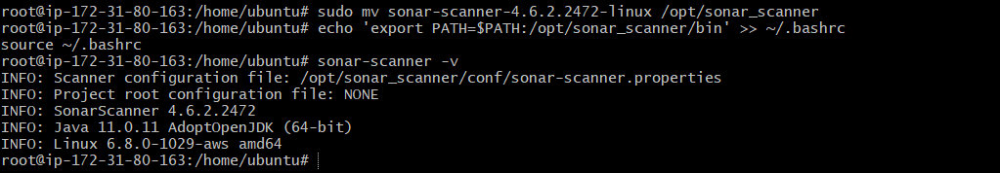 root@ip-172-31-80-163:/home/ubuntu# sudo mv sonar-scanner-4.6.2.2472-linux /opt/sonar_scanner
root@ip-172-31-80-163:/home/ubuntu# echo 'export PATH=$PATH:/opt/sonar_scanner/bin' >> ~/.bashrc
source ~/.bashrc
root@ip-172-31-80-163:/home/ubuntu# sonar-scanner -v
INFO: Scanner configuration file: /opt/sonar_scanner/conf/sonar-scanner.properties
INFO: Project root configuration file: NONE
INFO: SonarScanner 4.6.2.2472
INFO: Java 11.0.11 AdoptOpenJDK (64-bit)
INFO: Linux 6.8.0-1029-aws amd64
root@ip-172-31-80-163:/home/ubuntu#